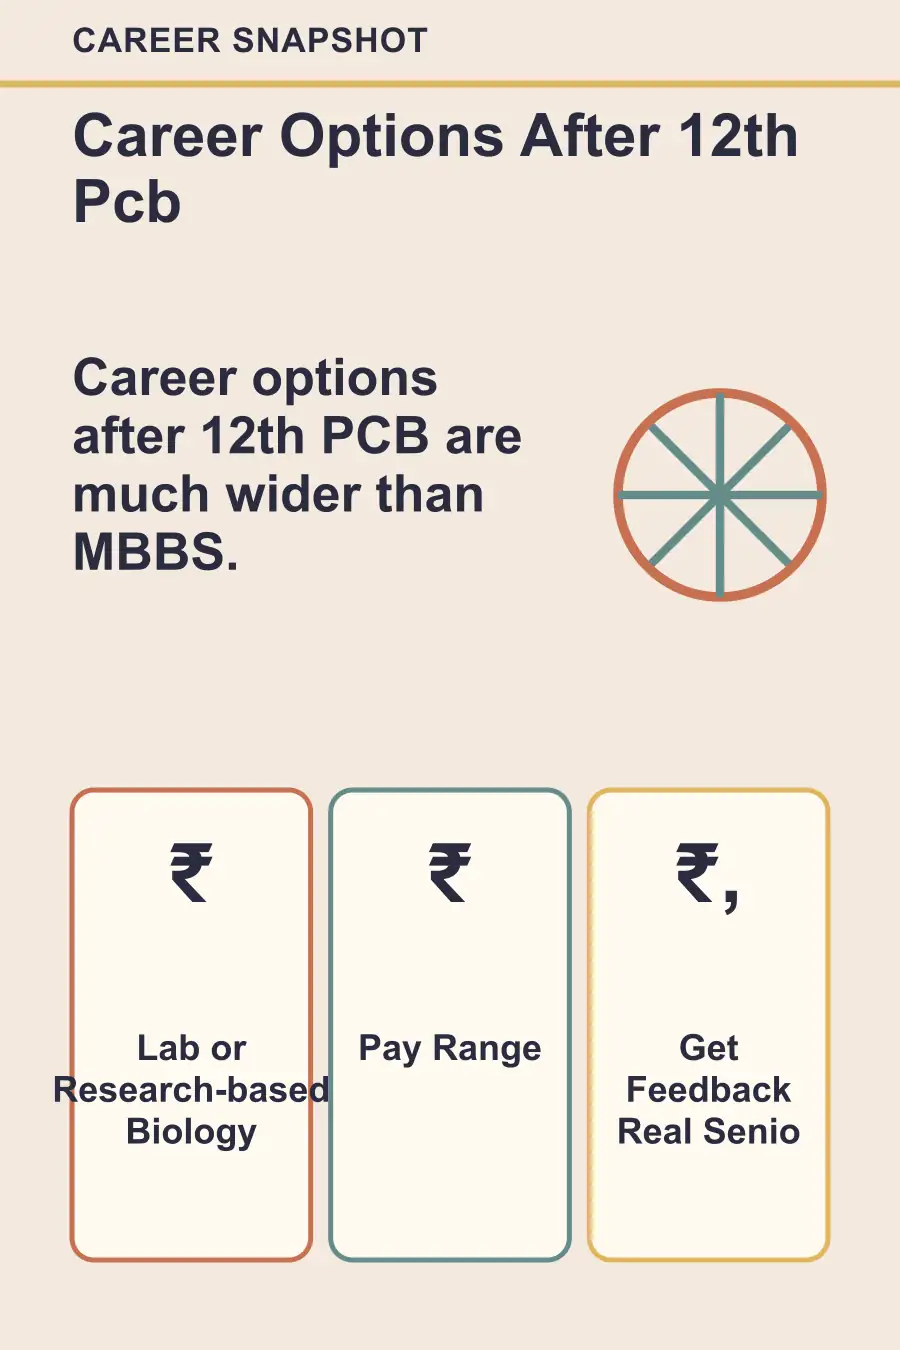 CAREER SNAPSHOT
Career Options After 12th
Pcb
Career options
after 12th PCB are
much wider than
MBBS.
₹
Lab or
Research-based
Biology
₹
Pay Range
₹,
Get
Feedback
Real Senio